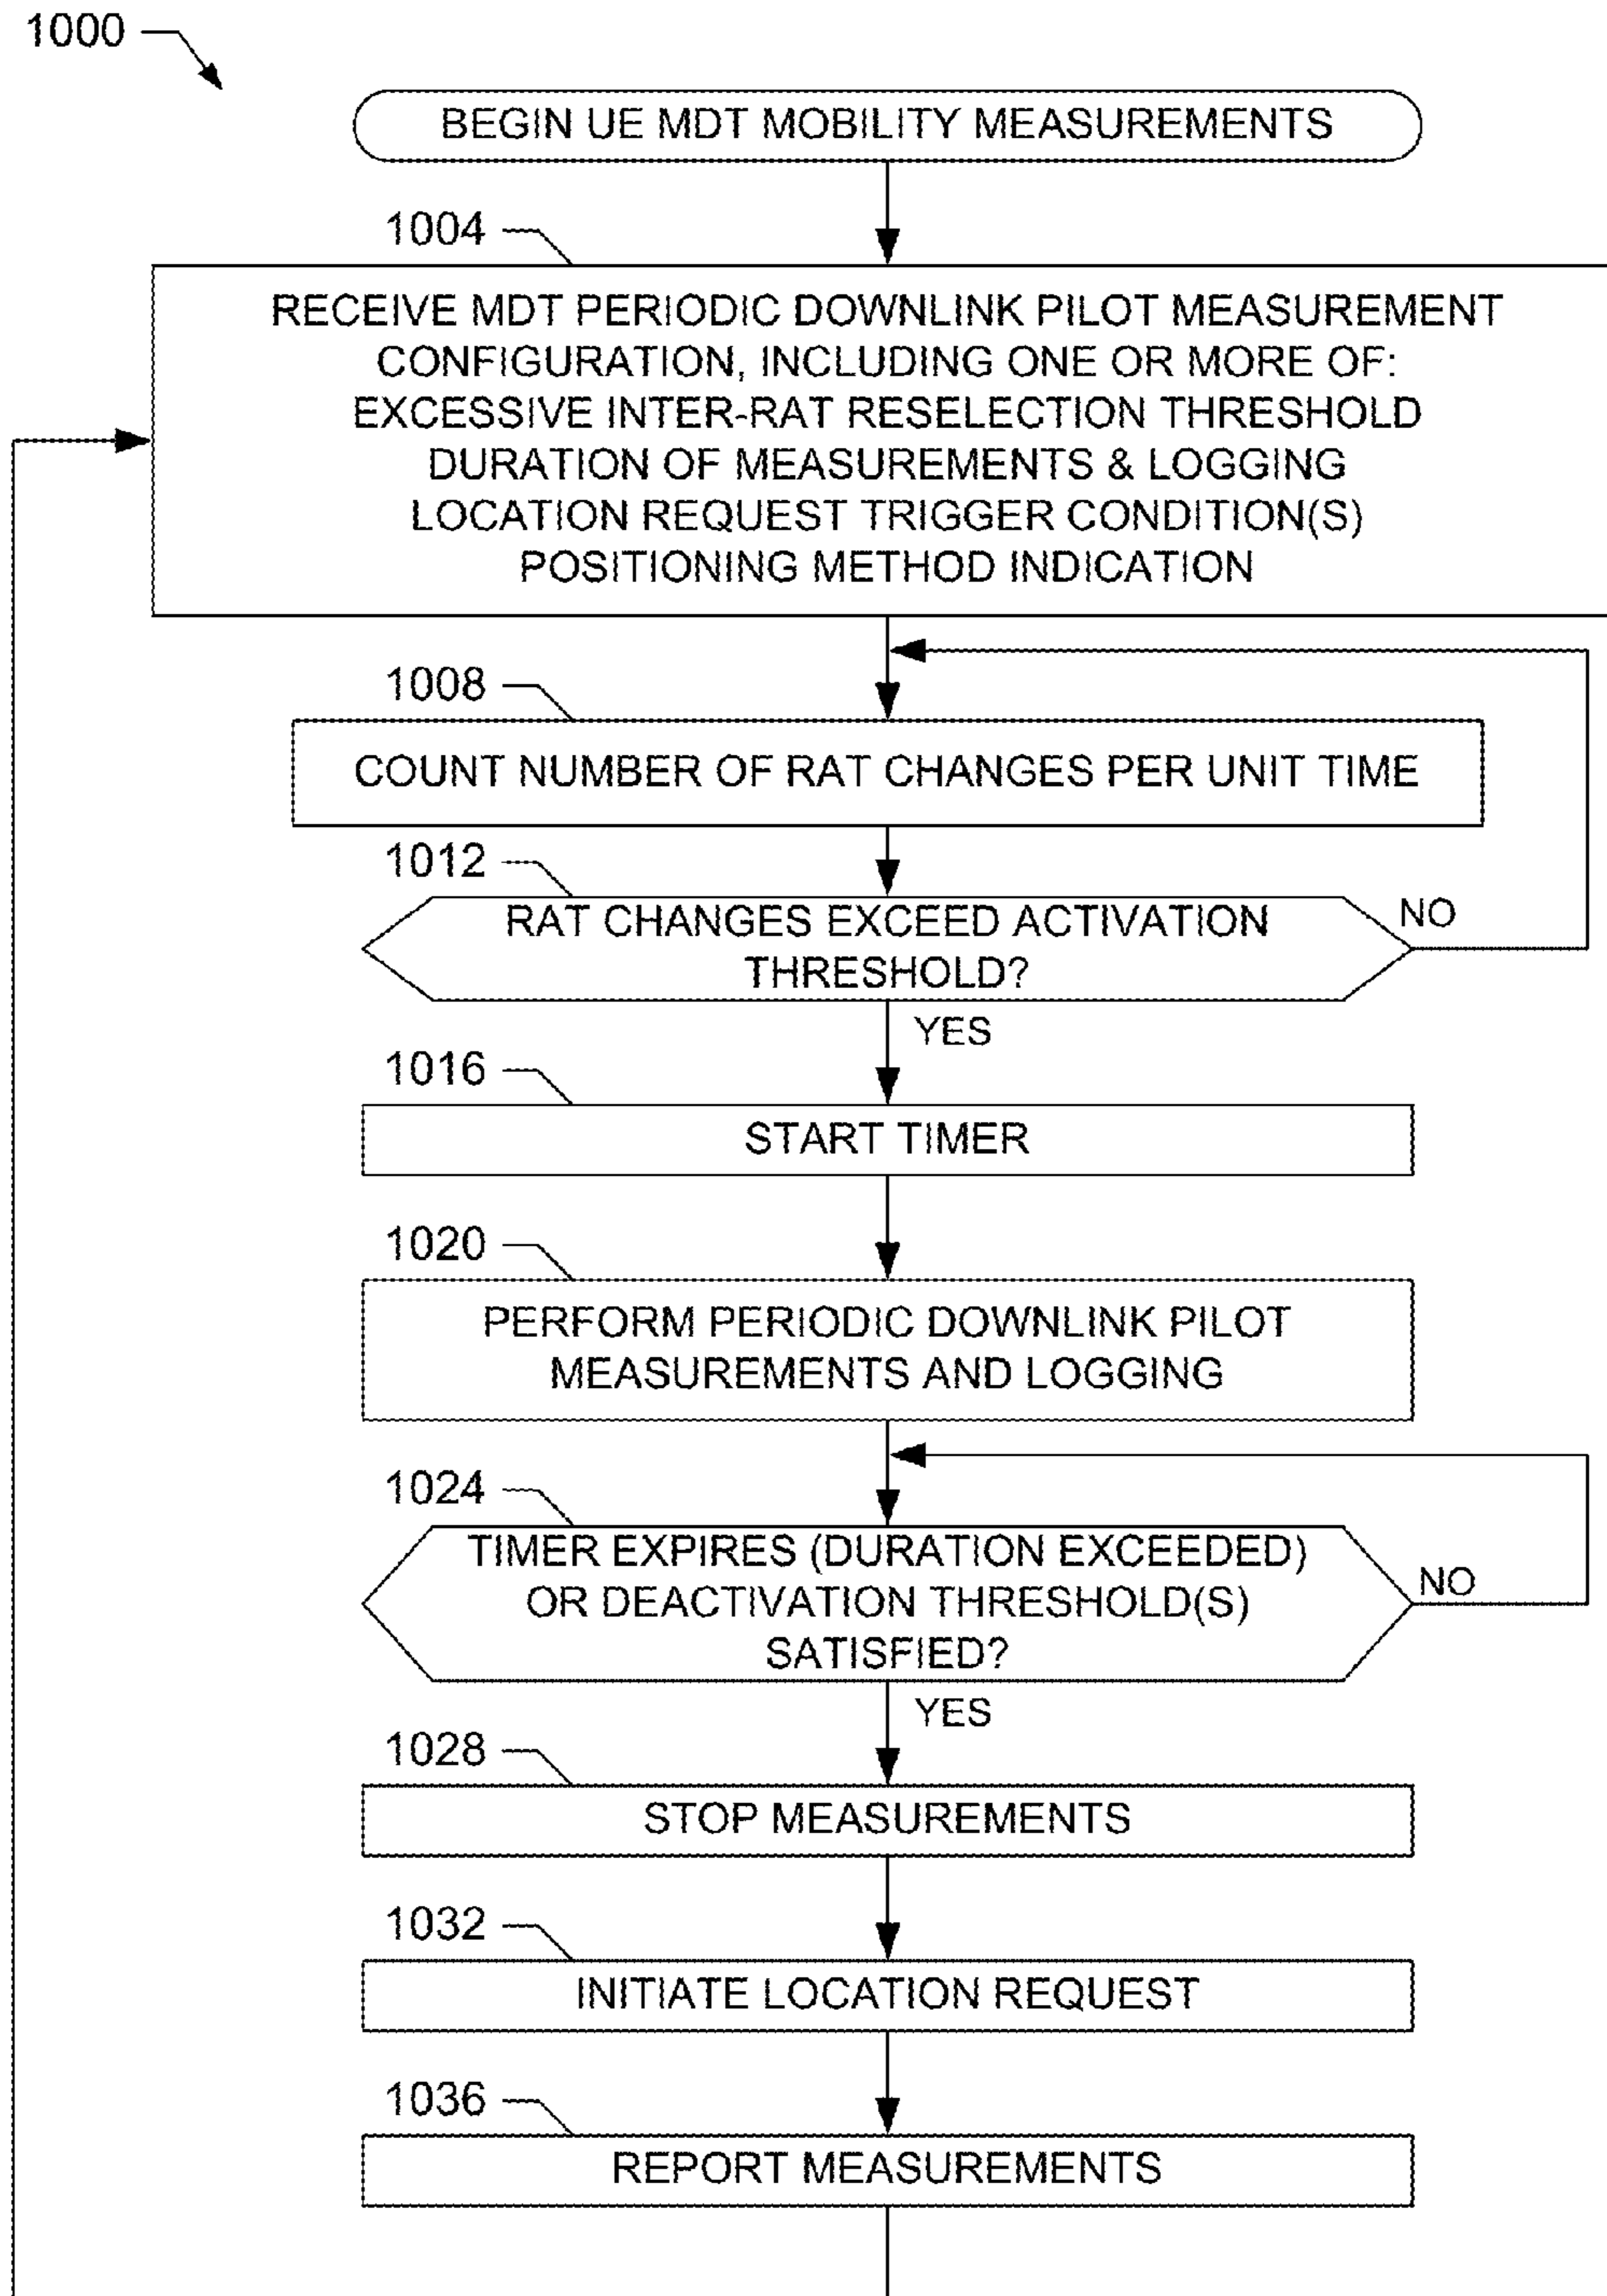 1000
BEGIN UE MDT MOBILITY MEASUREMENTS
1004
RECEIVE MDT PERIODIC DOWNLINK PILOT MEASUREMENT
CONFIGURATION, INCLUDING ONE OR MORE OF:
EXCESSIVE INTER-RAT RESELECTION THRESHOLD
DURATION OF MEASUREMENTS & LOGGING
LOCATION REQUEST TRIGGER CONDITION(S)
POSITIONING METHOD INDICATION
1008
COUNT NUMBER OF RAT CHANGES PER UNIT TIME
1012
RAT CHANGES EXCEED ACTIVATION
THRESHOLD?
NO
YES
1016
START TIMER
1020
PERFORM PERIODIC DOWNLINK PILOT
MEASUREMENTS AND LOGGING
1024
TIMER EXPIRES (DURATION EXCEEDED)
OR DEACTIVATION THRESHOLD(S)
SATISFIED?
NO
YES
1028
STOP MEASUREMENTS
1032
INITIATE LOCATION REQUEST
1036
REPORT MEASUREMENTS